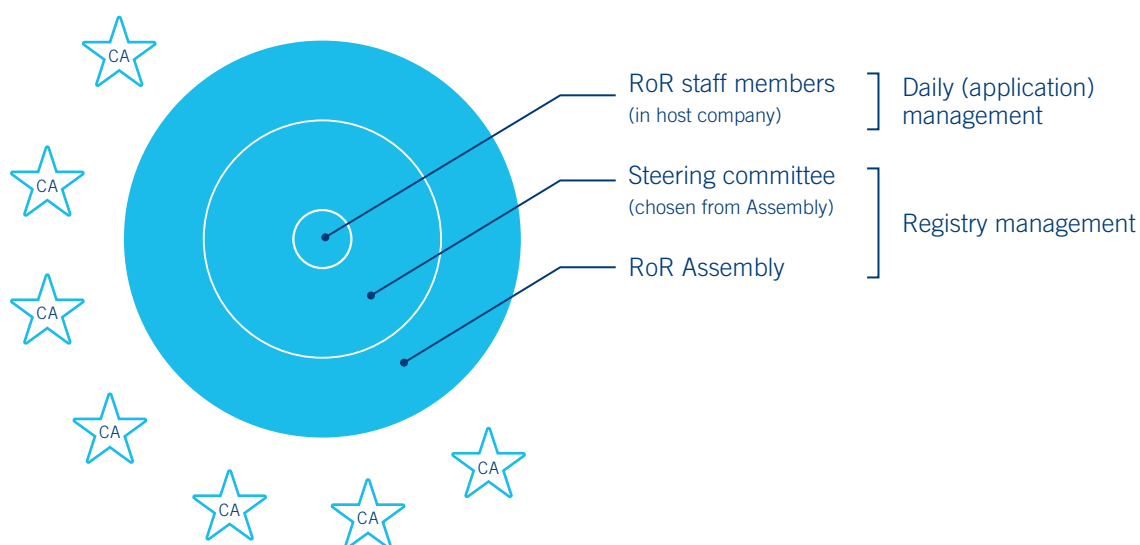 CA
RoR staff members
(in host company)
Daily (application)
management
CA
Steering committee
(chosen from Assembly)
Registry management
RoR Assembly
CA
CA
CA
CA
CA